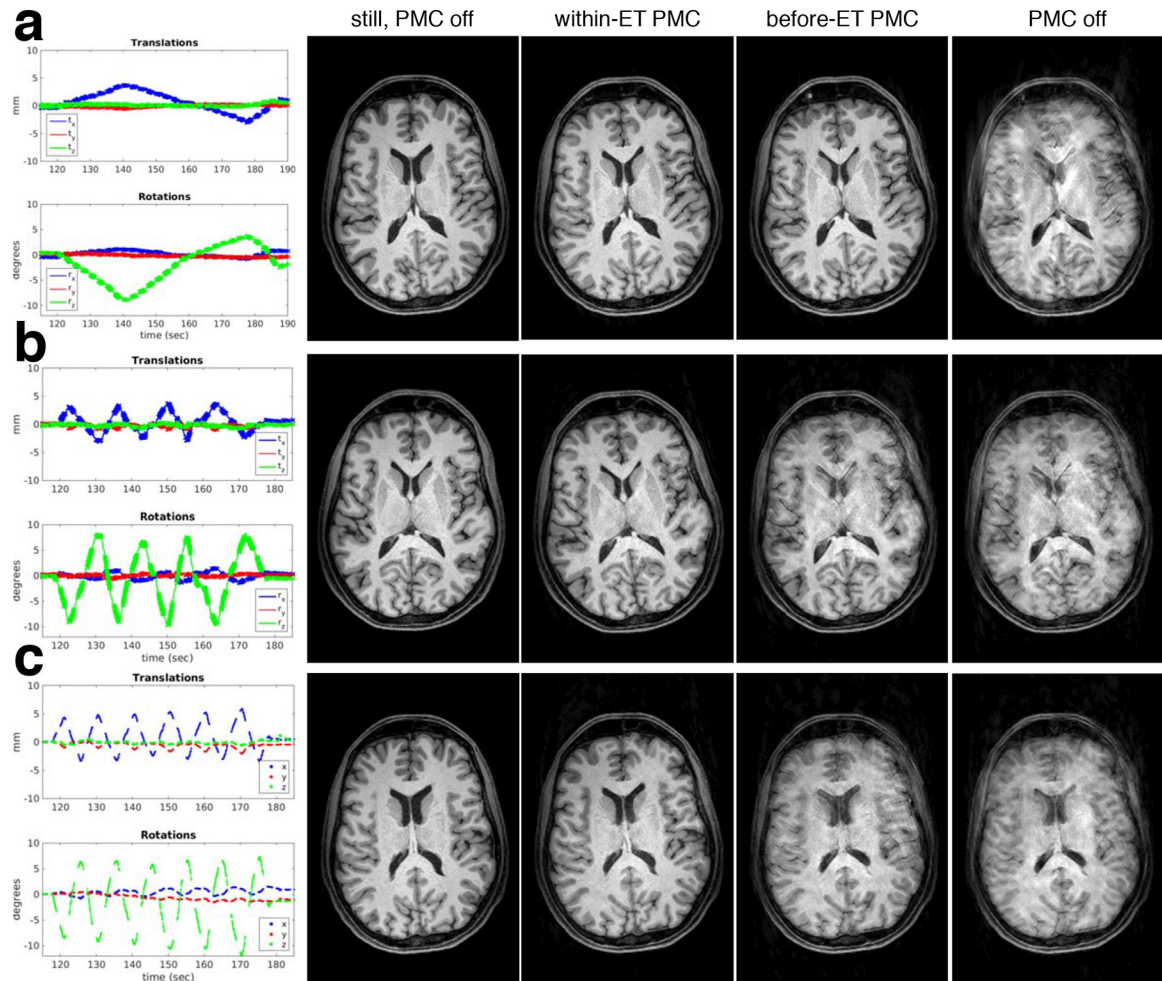 a
still, PMC off within-ET PMC before-ET PMC PMC off
Translations
10
5
0
-5
-10
mm
t_x
t_y
t_z
120 130 140 150 160 170 180 190
Rotations
10
5
0
-5
-10
degrees
r_x
r_y
r_z
120 130 140 150 160 170 180 190
time (sec)
b
Translations
10
5
0
-5
-10
mm
t_x
t_y
t_z
120 130 140 150 160 170 180
Rotations
10
5
0
-5
-10
degrees
r_x
r_y
r_z
120 130 140 150 160 170 180
time (sec)
c
Translations
10
5
0
-5
-10
mm
x
y
z
120 130 140 150 160 170 180
Rotations
10
5
0
-5
-10
degrees
x
y
z
120 130 140 150 160 170 180
time (sec)